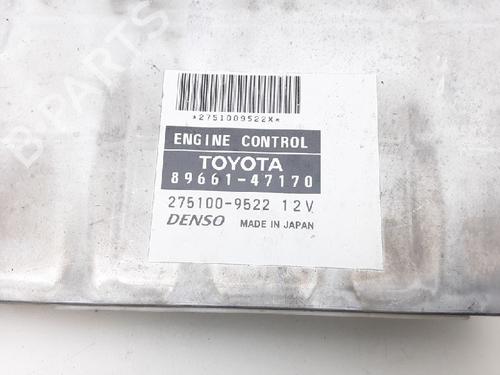 *2751009522X*
ENGINE CONTROL
TOYOTA
89661-47170
275100-9522 12V
DENSO MADE IN JAPAN
B-PARTS